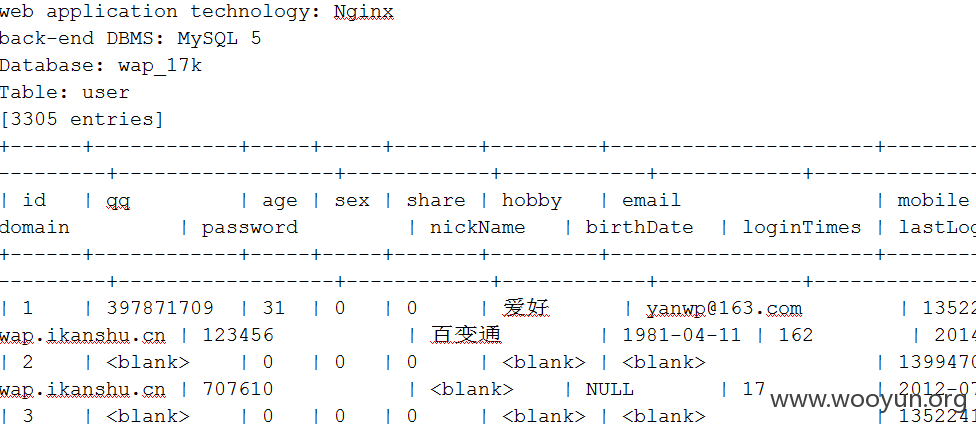 web application technology: Nginx
back-end DBMS: MySQL 5
Database: wap_17k
Table: user
[3305 entries]
+------+------------+-----+-----+-------+---------+-----------------------+--------
---------+------------------+------------+------------+------------+--------------
| id | qq | age | sex | share | hobby | email | mobile
domain | password | nickName | birthDate | loginTimes | lastLog
+------+------------+-----+-----+-------+---------+-----------------------+--------
---------+------------------+------------+------------+------------+--------------
| 1 | 397871709 | 31 | 0 | 0 | 爱好 | yanwp@163.com | 13522
wap.ikanshu.cn | 123456 | 百变通 | 1981-04-11 | 162 | 2014
| 2 | <blank> | 0 | 0 | 0 | <blank> | <blank> | 1399470
wap.ikanshu.cn | 707610 | <blank> | NULL | 17 | 2012-07
| 3 | <blank> | 0 | 0 | 0 | <blank> | <blank> | 1352241
www.wooyun.org